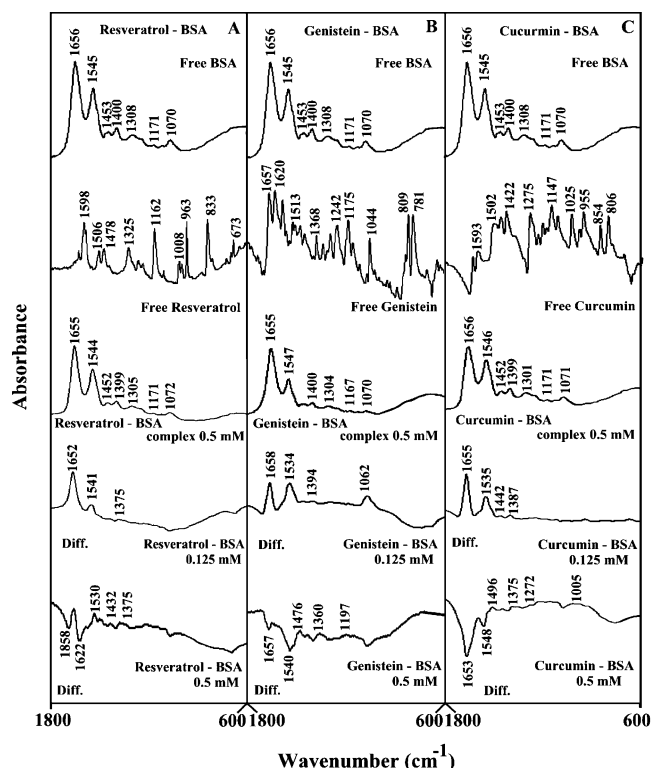 Resveratrol - BSA A
Free BSA
1656
1545
1453
1400
1308
1171
1070
1598
1506
1478
1325
1162
1008
963
833
673
Free Resveratrol
1655
1544
1452
1399
1305
1171
1072
Resveratrol - BSA
complex 0.5 mM
1652
1541
1375
Diff.
Resveratrol - BSA
0.125 mM
1858
1622
1530
1432
1375
Resveratrol - BSA
0.5 mM
Diff.
Genistein - BSA B
Free BSA
1656
1545
1453
1400
1308
1171
1070
1657
1620
1513
1368
1242
1175
1044
809
781
Free Genistein
1655
1547
1400
1304
1167
1070
Genistein - BSA
complex 0.5 mM
1658
1534
1394
1062
Diff.
Genistein - BSA
0.125 mM
1657
1540
1476
1360
1197
Genistein - BSA
0.5 mM
Diff.
Cucurmin - BSA C
Free BSA
1656
1545
1453
1400
1308
1171
1070
1593
1502
1422
1275
1147
1025
955
854
806
Free Curcumin
1656
1546
1452
1399
1301
1171
1071
Curcumin - BSA
complex 0.5 mM
1655
1535
1442
1387
Diff.
Curcumin - BSA
0.125 mM
1653
1548
1496
1375
1272
1005
Curcumin - BSA
0.5 mM
Diff.
Absorbance
1800 600 1800 600 1800 600
Wavenumber (cm-1)